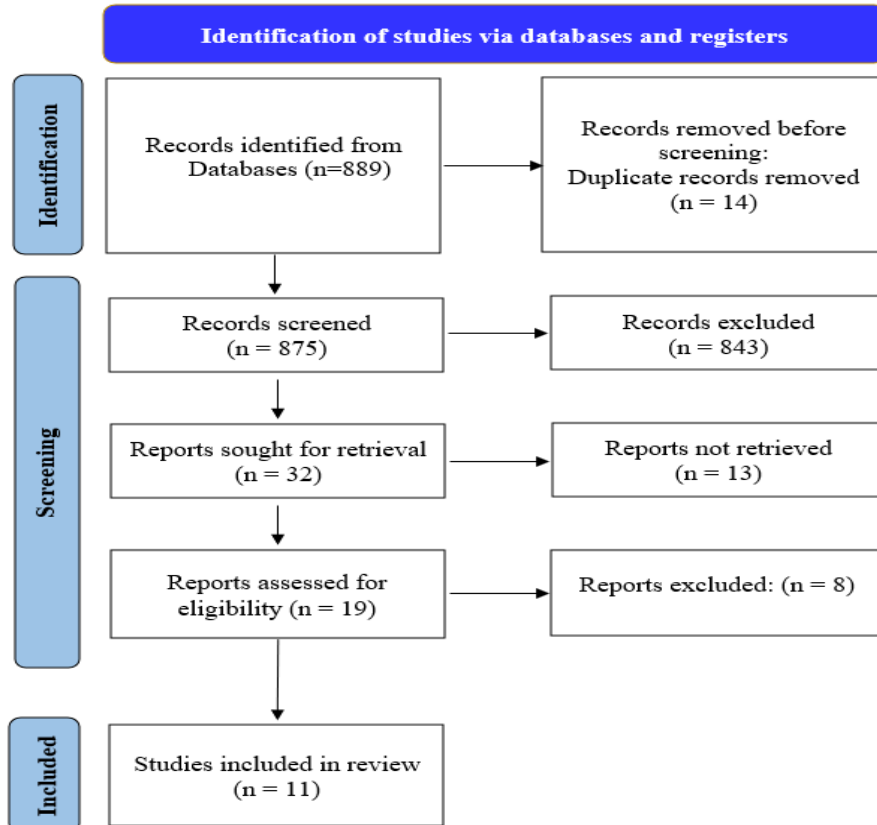 Identification of studies via databases and registers
Identification
Records identified from
Databases (n=889)
Records removed before
screening:
Duplicate records removed
(n = 14)
Screening
Records screened
(n = 875)
Records excluded
(n = 843)
Reports sought for retrieval
(n = 32)
Reports not retrieved
(n = 13)
Reports assessed for
eligibility (n = 19)
Reports excluded: (n = 8)
Included
Studies included in review
(n = 11)